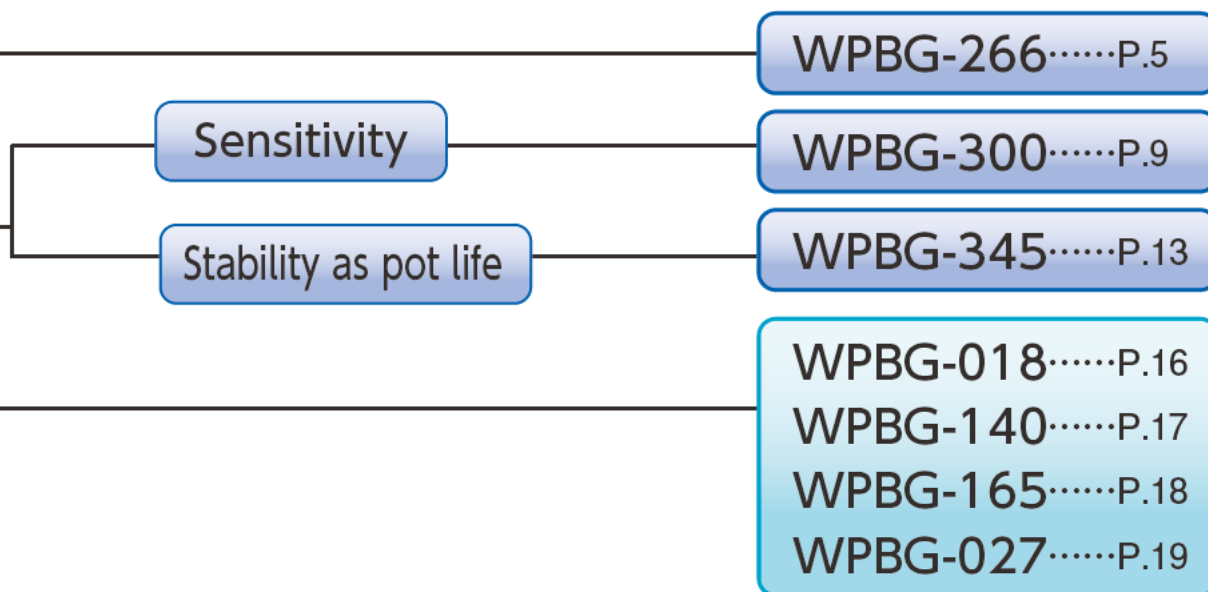 WPBG-266……P.5
Sensitivity
WPBG-300……P.9
Stability as pot life
WPBG-345……P.13
WPBG-018……P.16
WPBG-140……P.17
WPBG-165……P.18
WPBG-027……P.19